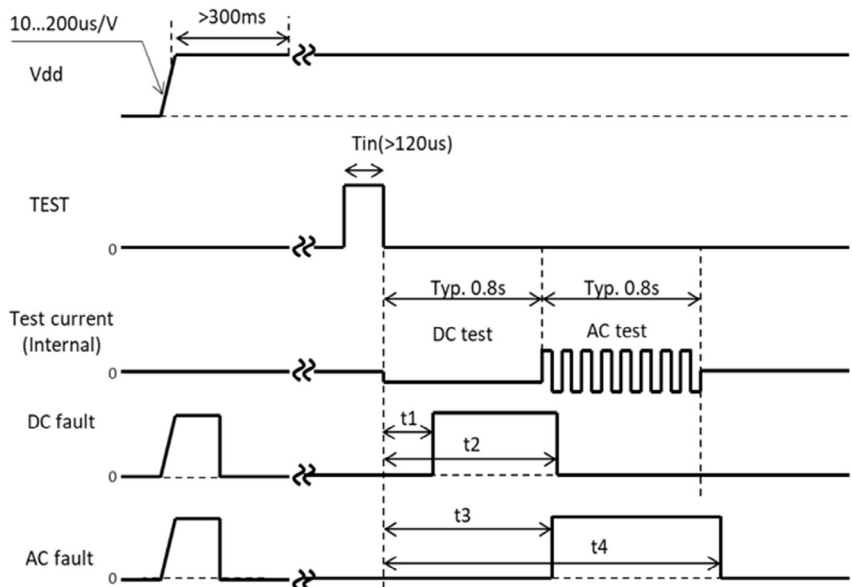 10...200us/V
>300ms
Vdd
Tin(>120us)
TEST
0
Typ. 0.8s
Typ. 0.8s
Test current
(Internal)
DC test
AC test
0
DC fault
t1
t2
0
t3
t4
AC fault
0